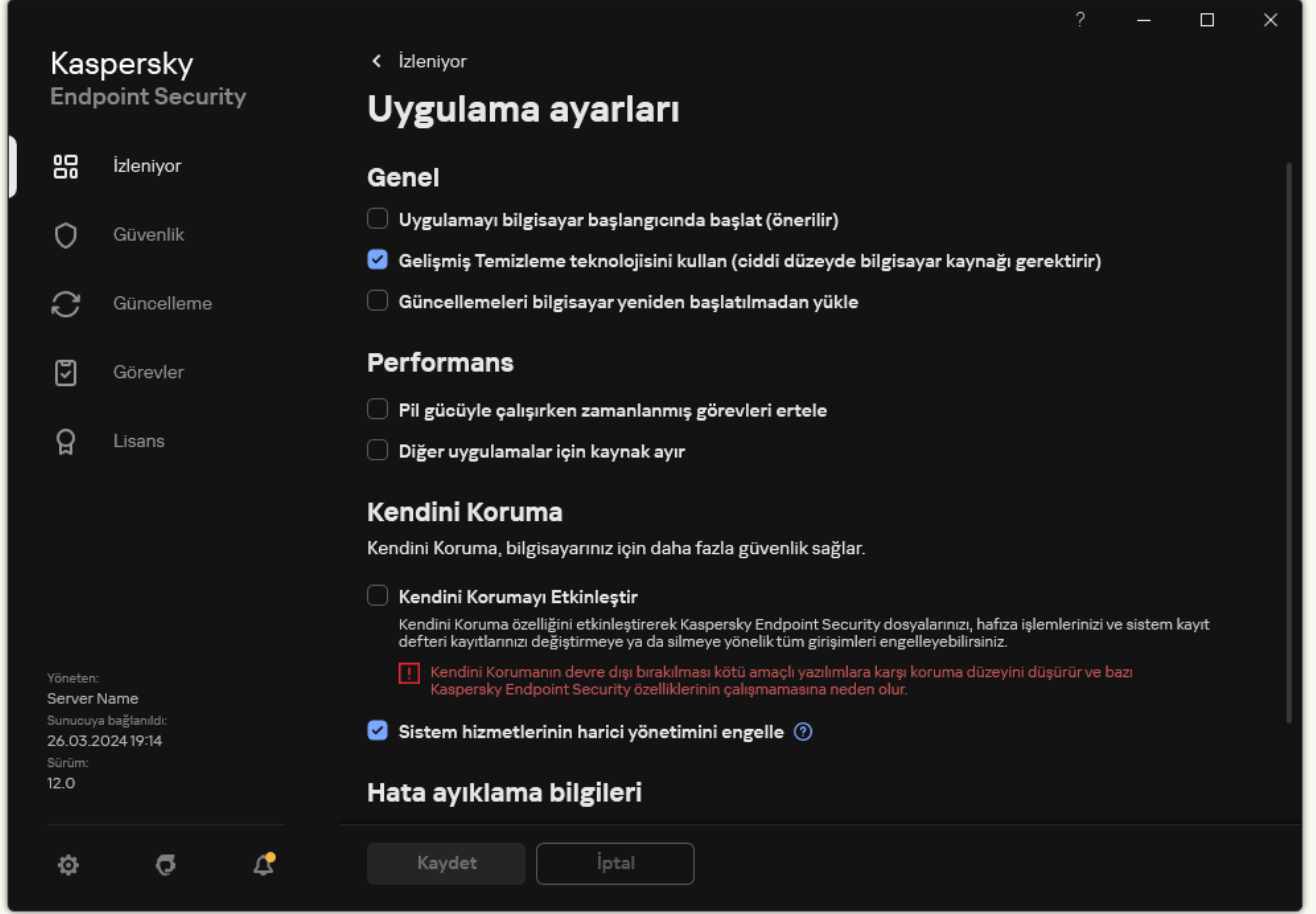 Kaspersky
Endpoint Security
İzleniyor
Güvenlik
Güncelleme
Görevler
Lisans
Yöneten:
Server Name
Sunucuya bağlanıldı:
26.03.2024 19:14
Sürüm:
12.0
?
İzleniyor
Uygulama ayarları
Genel
Uygulamayı bilgisayar başlangıcında başlat (önerilir)
Gelişmiş Temizleme teknolojisini kullan (ciddi düzeyde bilgisayar kaynağı gerektirir)
Güncellemeleri bilgisayar yeniden başlatılmadan yükle
Performans
Pil gücüyle çalışırken zamanlanmış görevleri ertele
Diğer uygulamalar için kaynak ayır
Kendini Koruma
Kendini Koruma, bilgisayarınız için daha fazla güvenlik sağlar.
Kendini Korumayı Etkinleştir
Kendini Koruma özelliğini etkinleştirerek Kaspersky Endpoint Security dosyalarınızı, hafıza işlemlerinizi ve sistem kayıt
defteri kayıtlarınızı değiştirmeye ya da silmeye yönelik tüm girişimleri engelleyebilirsiniz.
! Kendini Korumanın devre dışı bırakılması kötü amaçlı yazılımlara karşı koruma düzeyini düşürür ve bazı
Kaspersky Endpoint Security özelliklerinin çalışmamasına neden olur.
Sistem hizmetlerinin harici yönetimini engelle ?
Hata ayıklama bilgileri
Kaydet
İptal